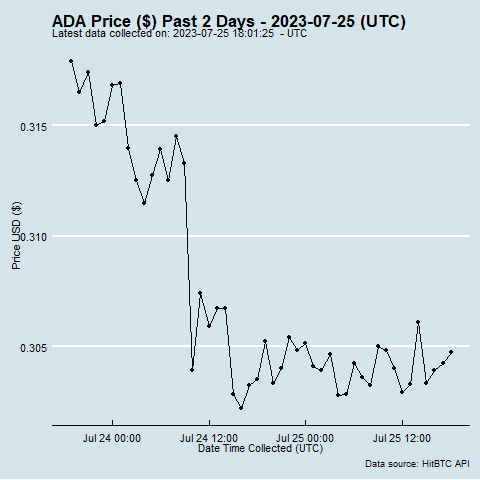 ADA Price ($) Past 2 Days - 2023-07-25 (UTC)
Latest data collected on: 2023-07-25 18:01:25  - UTC
0.315
0.310
0.305
Price USD ($)
Jul 24 00:00
Jul 24 12:00
Jul 25 00:00
Jul 25 12:00
Date Time Collected (UTC)
Data source: HitBTC API